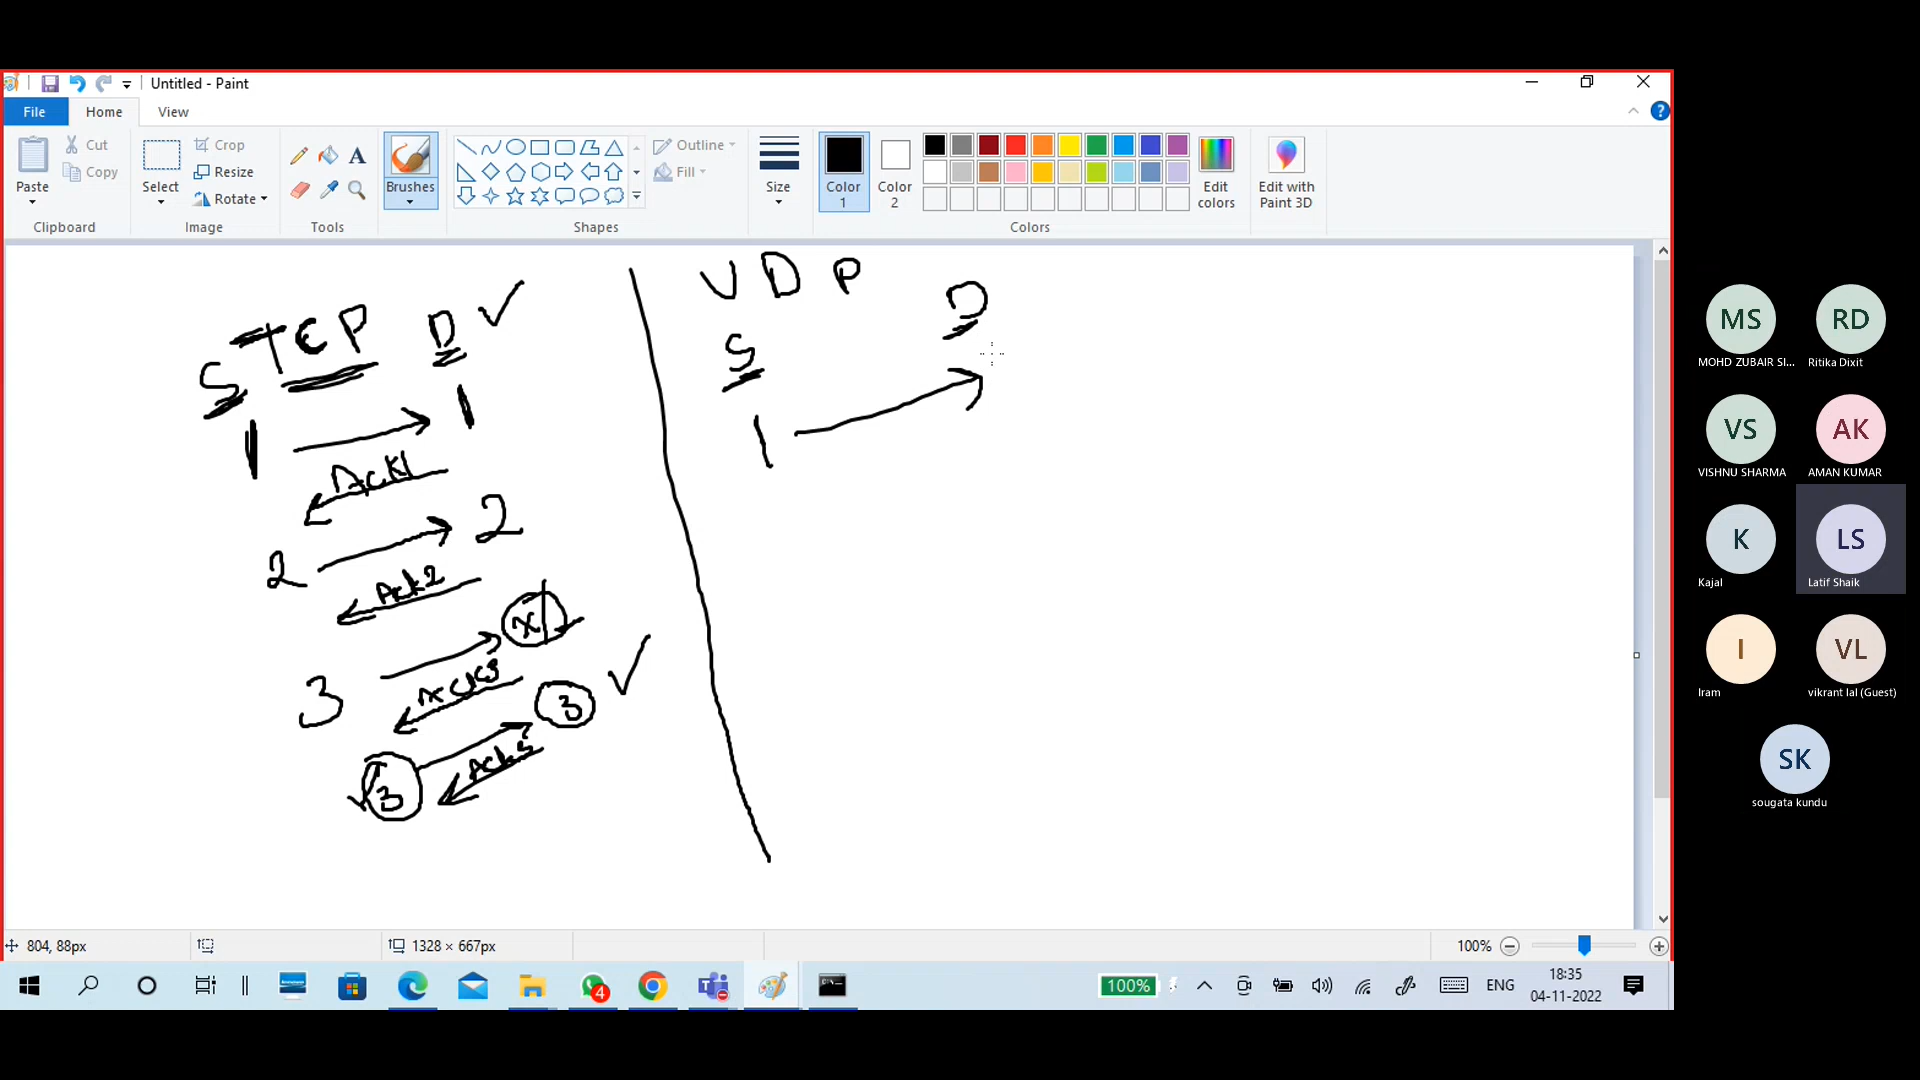 Untitled - Paint
File Home View
Paste
Cut
Copy
Clipboard
Select
Crop
Resize
Rotate
Image
Tools
Brushes
Shapes
Outline
Fill
Size
Color 1
Color 2
Edit colors
Edit with Paint 3D
Colors
TCP
S D
1 1
Ack1
2 2
Ack2
3 x
Ack3
3 3
UDP
S D
1
MS
MOHD ZUBAIR SI...
RD
Ritika Dixit
VS
VISHNU SHARMA
AK
AMAN KUMAR
K
Kajal
LS
Latif Shaik
I
Iram
VL
vikrant lal (Guest)
SK
sougata kundu
804, 88px
1328 × 667px
100%
4
100%
ENG
18:35
04-11-2022